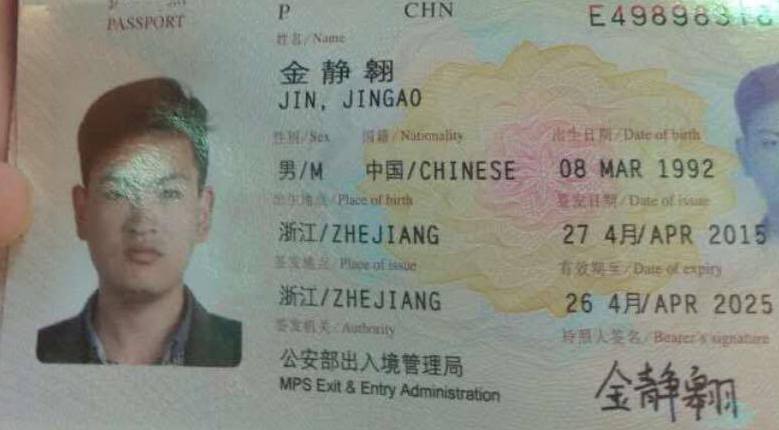 PASSPORT
P CHN
姓名/Name
金静翱
JIN, JINGAO
性别/Sex 国籍/Nationality 出生日期/Date of birth
男/M 中国/CHINESE 08 MAR 1992
出生地点/Place of birth 签发日期/Date of issue
浙江/ZHEJIANG 27 4月/APR 2015
签发地点/Place of issue 有效期至/Date of expiry
浙江/ZHEJIANG 26 4月/APR 2025
签发机关/Authority 持照人签名/Bearer's signature
公安部出入境管理局
MPS Exit & Entry Administration
金静翱